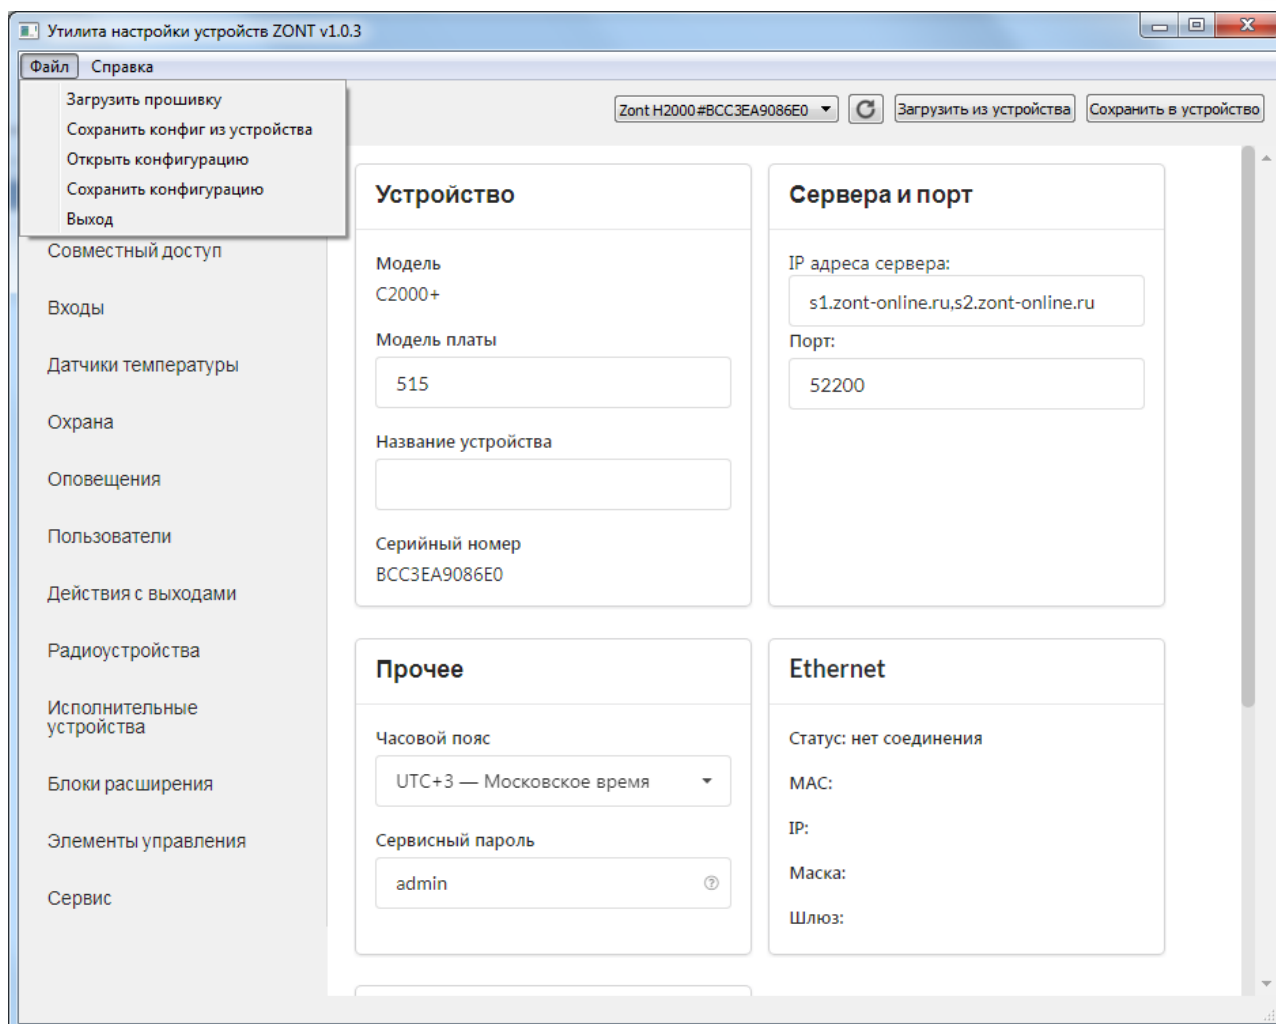 Утилита настройки устройств ZONT v1.0.3
Файл Справка
Загрузить прошивку
Сохранить конфиг из устройства
Открыть конфигурацию
Сохранить конфигурацию
Выход
Zont H2000#BCC3EA9086E0
Загрузить из устройства
Сохранить в устройство
Совместный доступ
Входы
Датчики температуры
Охрана
Оповещения
Пользователи
Действия с выходами
Радиоустройства
Исполнительные
устройства
Блоки расширения
Элементы управления
Сервис
Устройство
Модель
C2000+
Модель платы
515
Название устройства
Серийный номер
BCC3EA9086E0
Сервера и порт
IP адреса сервера:
s1.zont-online.ru,s2.zont-online.ru
Порт:
52200
Прочее
Часовой пояс
UTC+3 — Московское время
Сервисный пароль
admin
Ethernet
Статус: нет соединения
MAC:
IP:
Маска:
Шлюз: